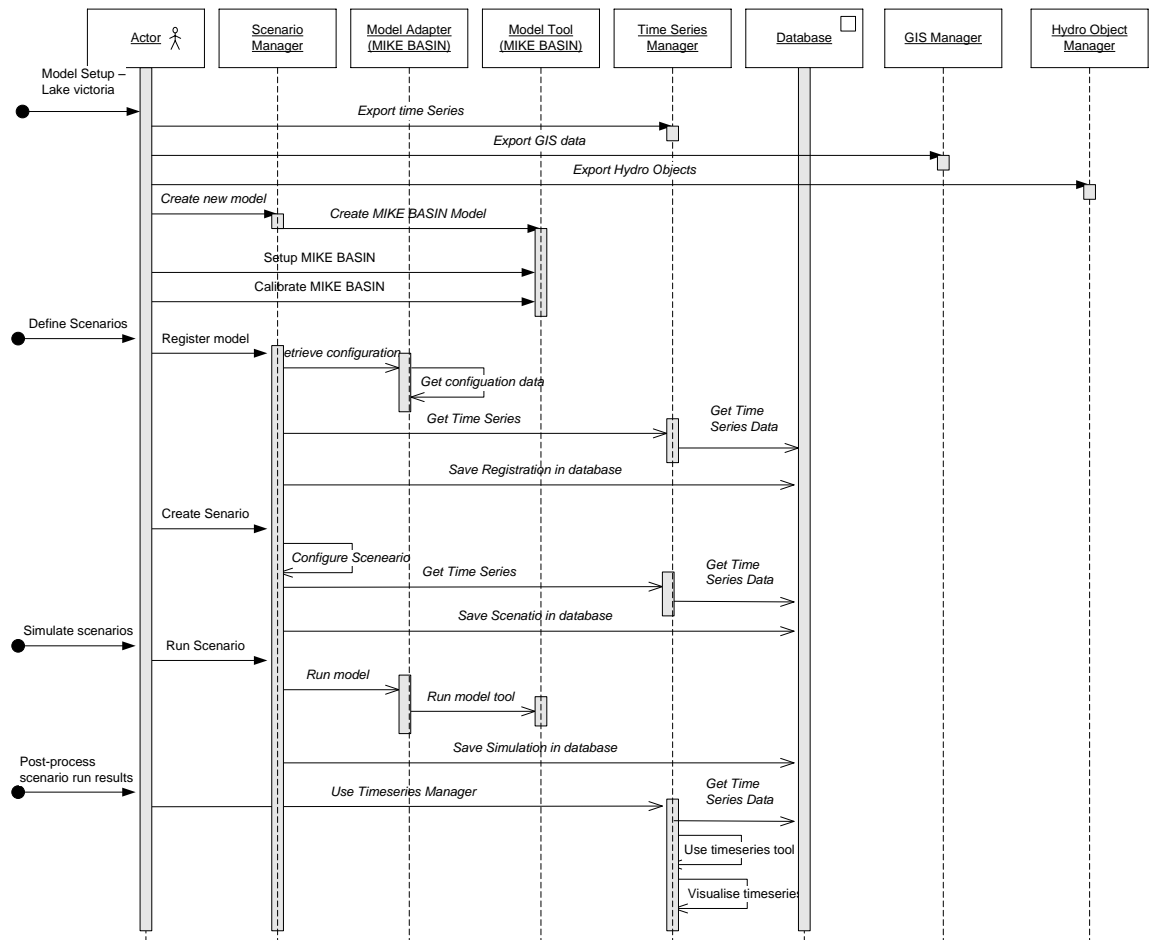 Actor
Scenario
Manager
Model Adapter
(MIKE BASIN)
Model Tool
(MIKE BASIN)
Time Series
Manager
Database
GIS Manager
Hydro Object
Manager
Model Setup –
Lake victoria
Export time Series
Export GIS data
Export Hydro Objects
Create new model
Create MIKE BASIN Model
Setup MIKE BASIN
Calibrate MIKE BASIN
Define Scenarios
Register model
etrieve configuration
Get configuation data
Get Time Series
Get Time
Series Data
Save Registration in database
Create Senario
Configure Sceneario
Get Time Series
Get Time
Series Data
Save Scenatio in database
Simulate scenarios
Run Scenario
Run model
Run model tool
Save Simulation in database
Post-process
scenario run results
Use Timeseries Manager
Get Time
Series Data
Use timeseries tool
Visualise timeseries